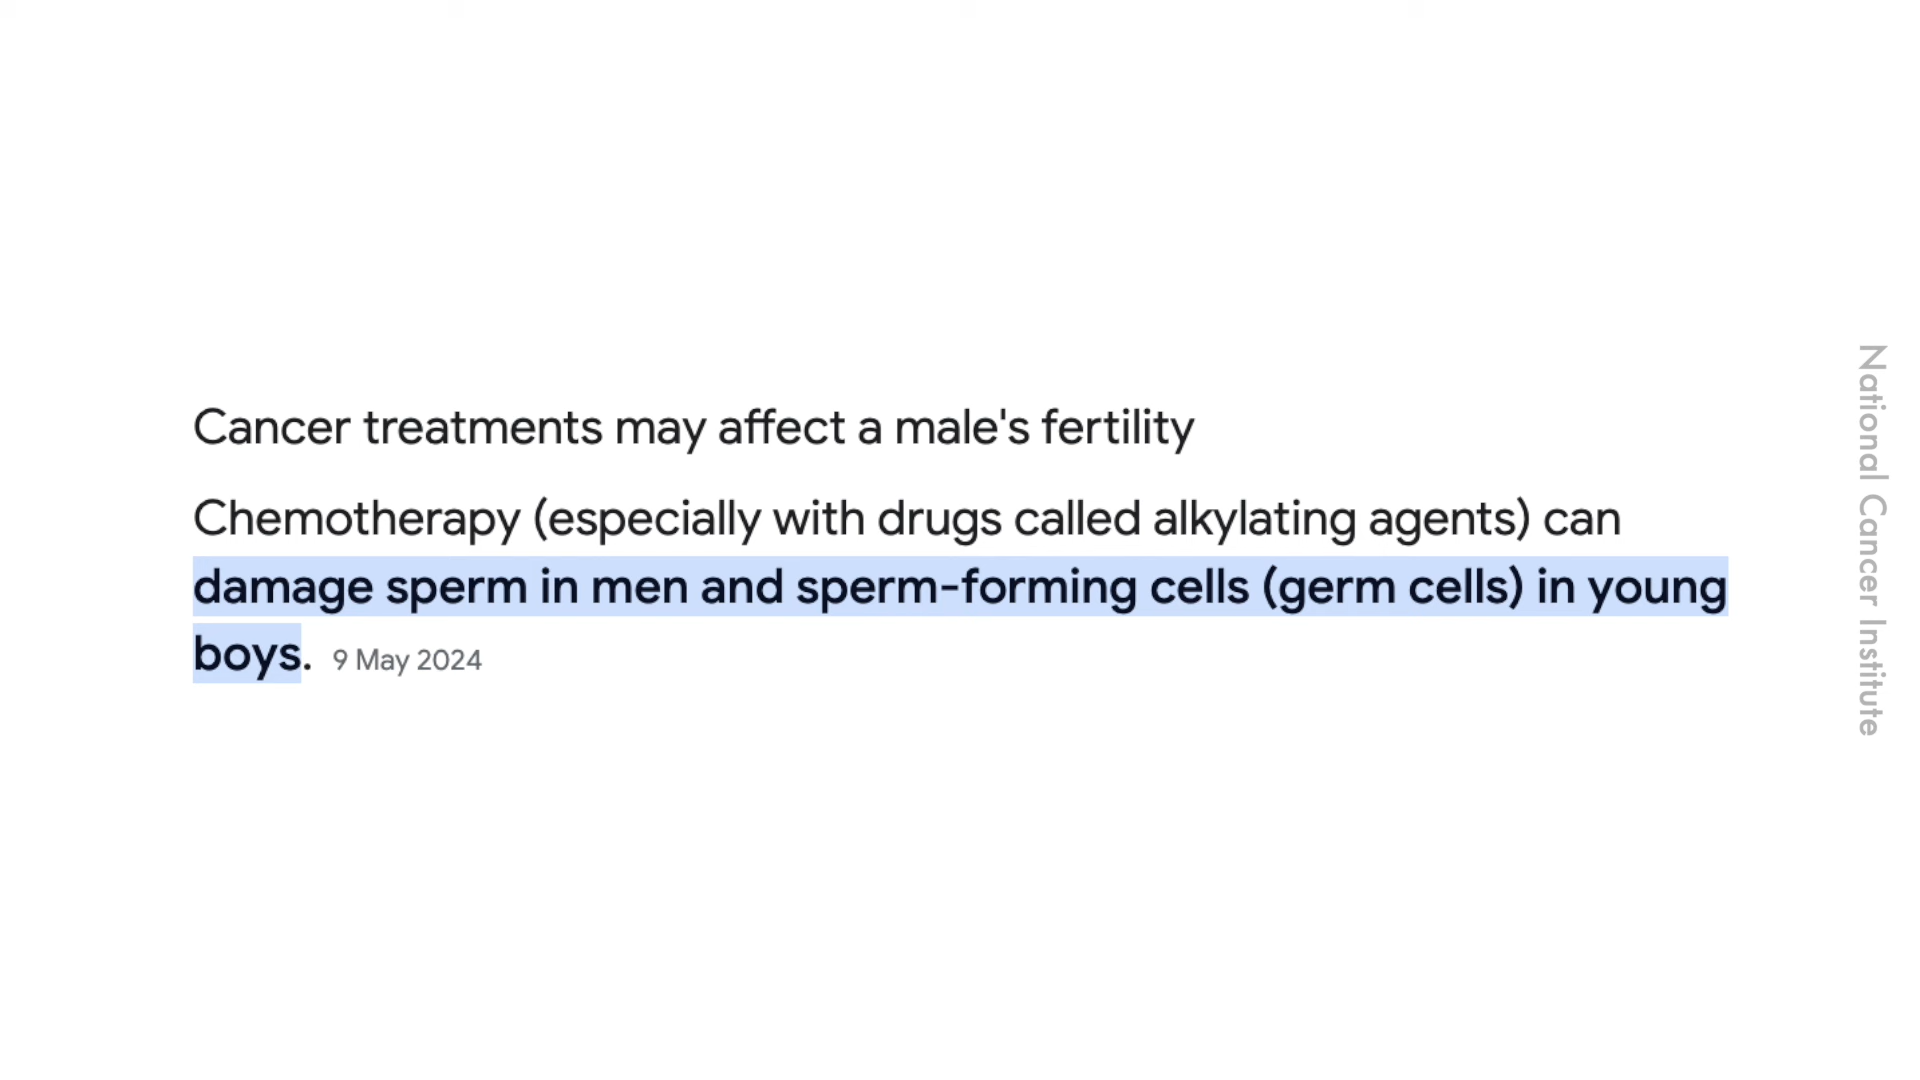 Cancer treatments may affect a male's fertility
Chemotherapy (especially with drugs called alkylating agents) can
damage sperm in men and sperm-forming cells (germ cells) in young
boys. 9 May 2024
National Cancer Institute